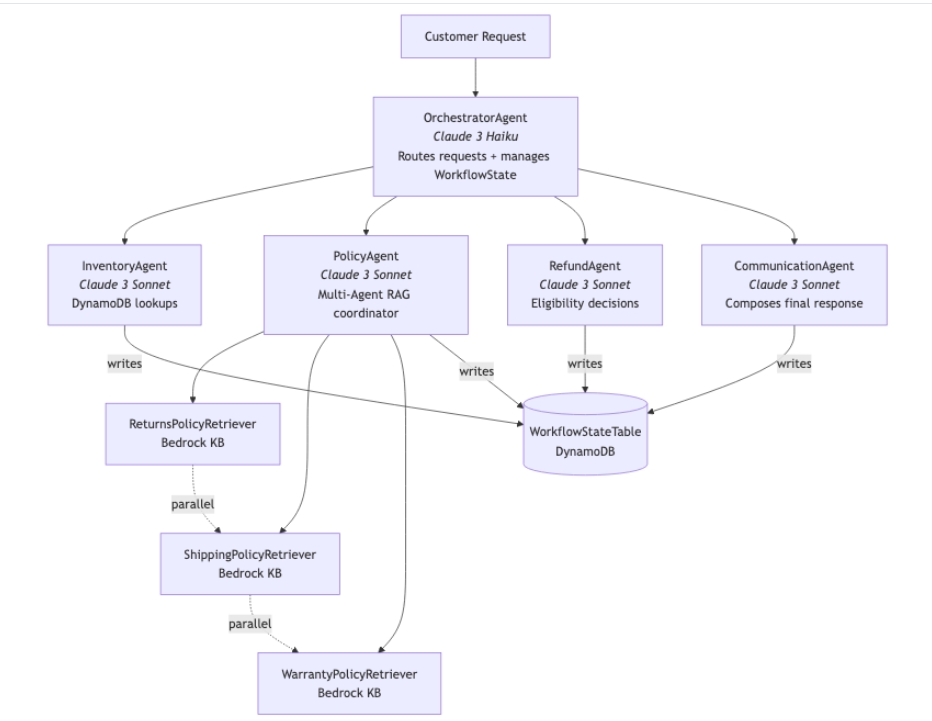 Customer Request
OrchestratorAgent
Claude 3 Haiku
Routes requests + manages
WorkflowState
InventoryAgent
Claude 3 Sonnet
DynamoDB lookups
PolicyAgent
Claude 3 Sonnet
Multi-Agent RAG
coordinator
RefundAgent
Claude 3 Sonnet
Eligibility decisions
CommunicationAgent
Claude 3 Sonnet
Composes final response
writes
writes
writes
writes
ReturnsPolicyRetriever
Bedrock KB
WorkflowStateTable
DynamoDB
parallel
ShippingPolicyRetriever
Bedrock KB
parallel
WarrantyPolicyRetriever
Bedrock KB